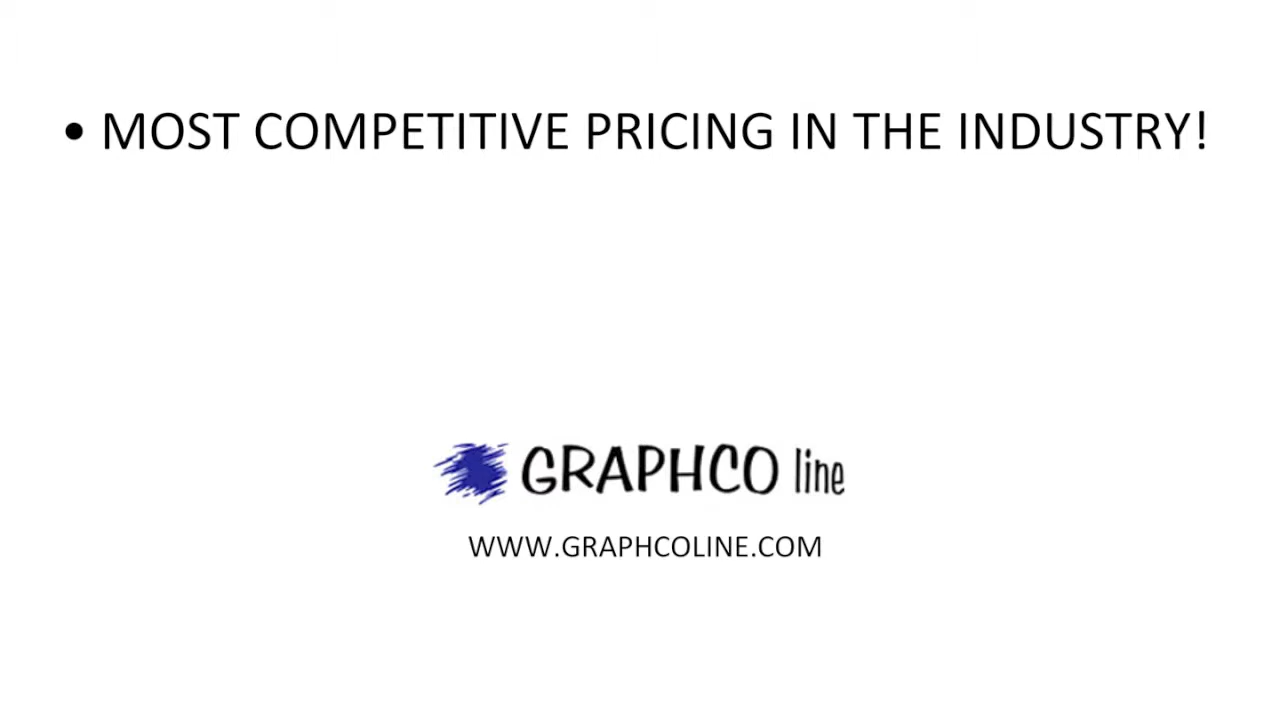 • MOST COMPETITIVE PRICING IN THE INDUSTRY!
GRAPHCO line
WWW.GRAPHCOLINE.COM